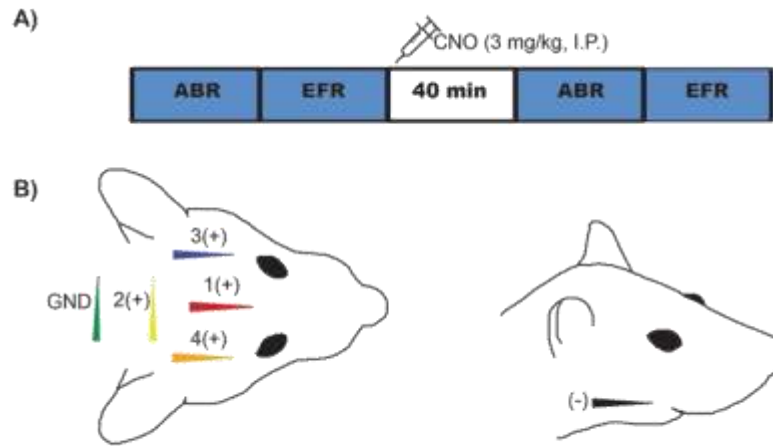 A)
CNO (3 mg/kg, I.P.)
ABR EFR 40 min ABR EFR
B)
3(+)
GND 2(+) 1(+)
4(+)
(-)